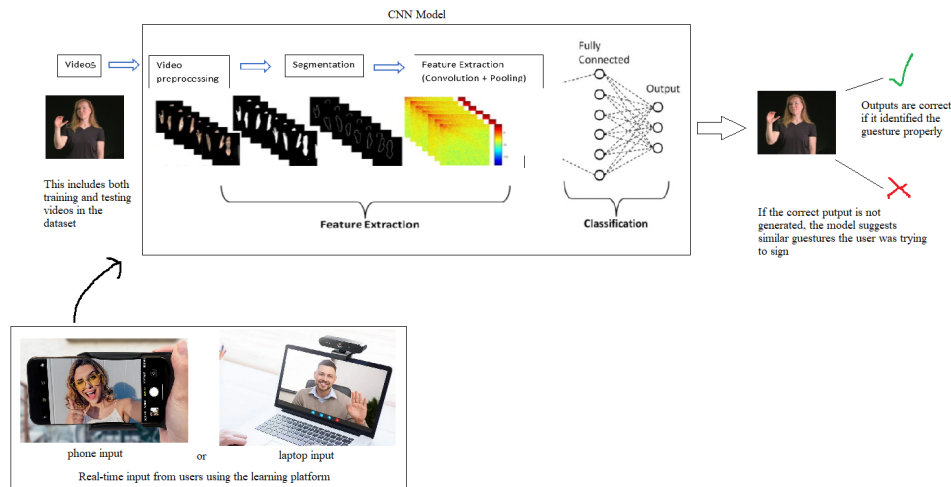 CNN Model
Videos
Video
preprocessing
Segmentation
Feature Extraction
(Convolution + Pooling)
Fully
Connected
Output
This includes both
training and testing
videos in the
dataset
Feature Extraction
Classification
Outputs are correct
if it identified the
guesture properly
If the correct putput is not
generated, the model suggests
similar guestures the user was trying
to sign
phone input
or
laptop input
Real-time input from users using the learning platform